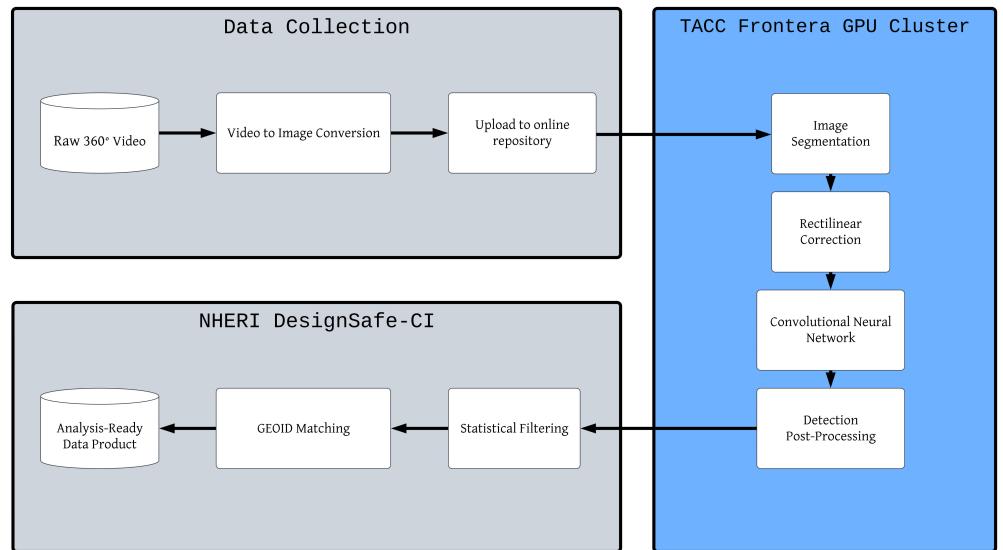 Data Collection
Raw 360° Video
Video to Image Conversion
Upload to online
repository
TACC Frontera GPU Cluster
Image
Segmentation
Rectilinear
Correction
Convolutional Neural
Network
Detection
Post-Processing
NHERI DesignSafe-CI
Statistical Filtering
GEOID Matching
Analysis-Ready
Data Product